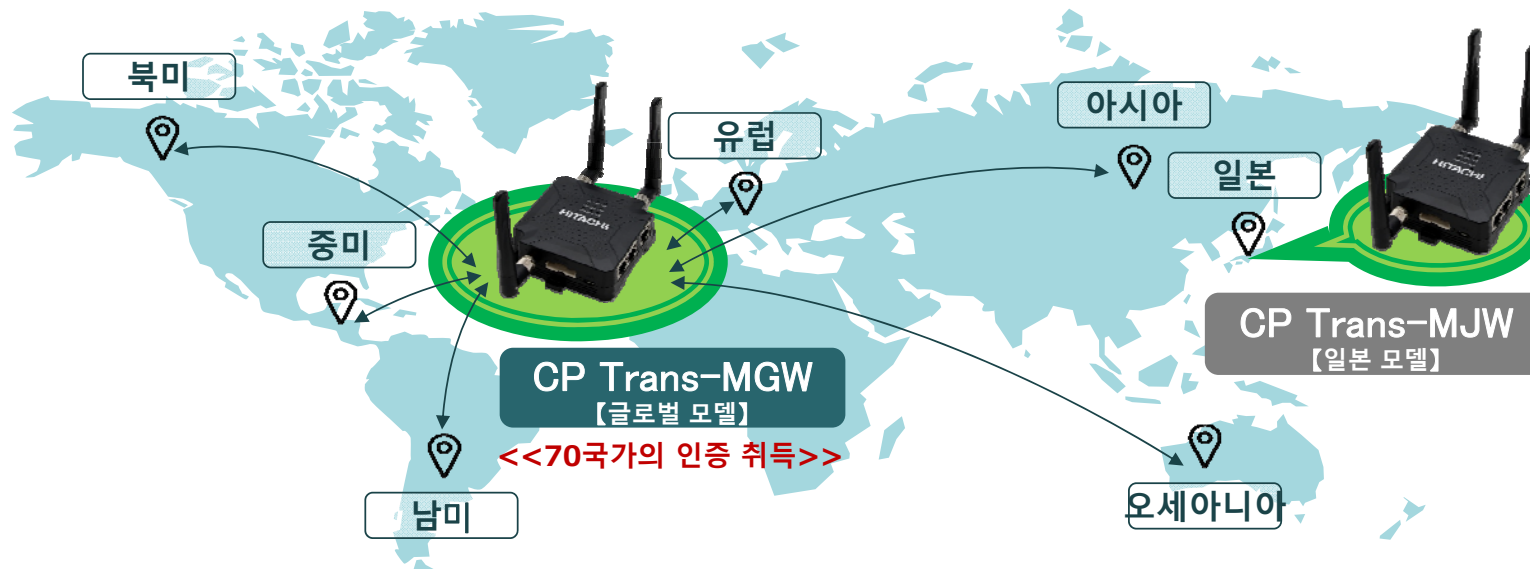 북미
유럽
아시아
일본
중미
HITACHI
HITACHI
CP Trans-MJW
【일본 모델】
CP Trans-MGW
【글로벌 모델】
<<70국가의 인증 취득>>
남미
오세아니아